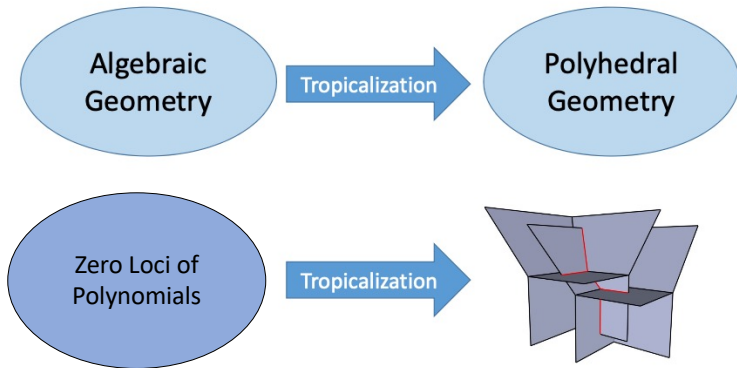 Algebraic
Geometry
Tropicalization
Polyhedral
Geometry
Zero Loci of
Polynomials
Tropicalization